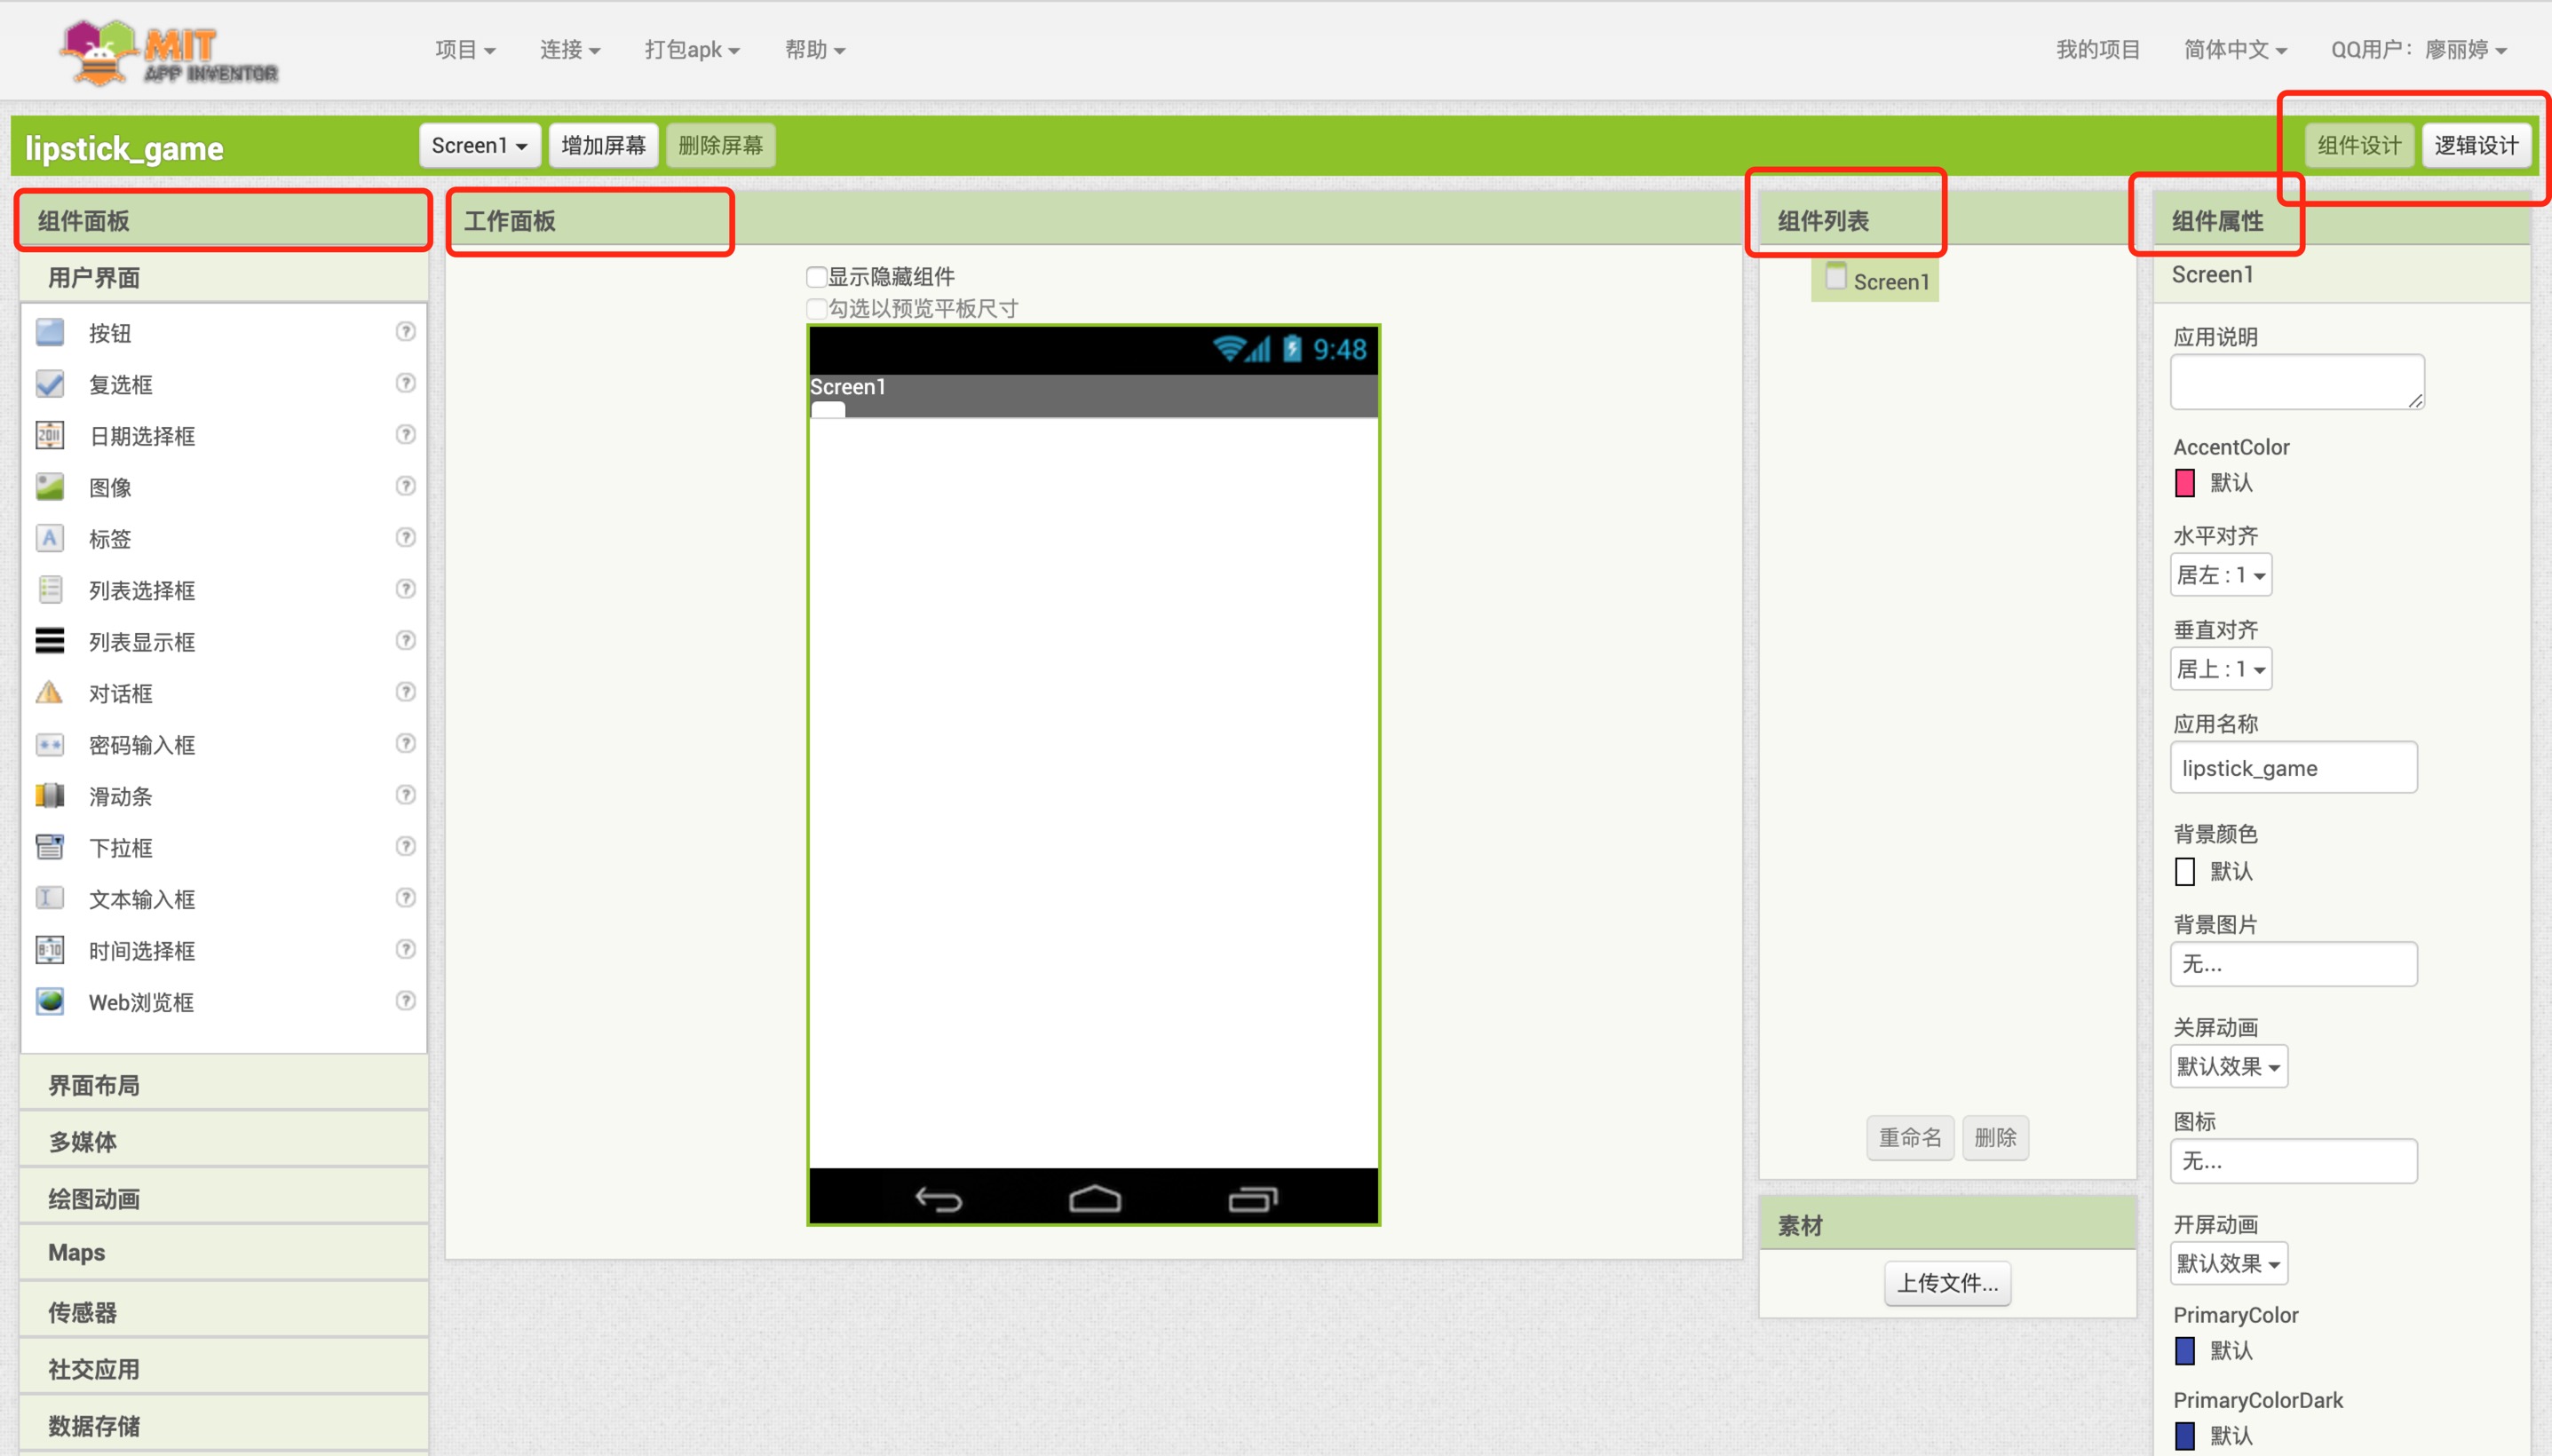 MIT
APP INVENTOR
项目 连接 打包apk 帮助
我的项目 简体中文 QQ用户：廖丽婷
lipstick_game Screen1 增加屏幕 删除屏幕 组件设计 逻辑设计
组件面板
用户界面
按钮 ?
复选框 ?
2011 日期选择框 ?
图像 ?
A 标签 ?
列表选择框 ?
列表显示框 ?
对话框 ?
密码输入框 ?
滑动条 ?
下拉框 ?
文本输入框 ?
8:10 时间选择框 ?
Web浏览框 ?
界面布局
多媒体
绘图动画
Maps
传感器
社交应用
数据存储
工作面板
显示隐藏组件
勾选以预览平板尺寸
9:48
Screen1
组件列表
Screen1
重命名 删除
素材
上传文件...
组件属性
Screen1
应用说明
AccentColor
默认
水平对齐
居左 : 1
垂直对齐
居上 : 1
应用名称
lipstick_game
背景颜色
默认
背景图片
无...
关屏动画
默认效果
图标
无...
开屏动画
默认效果
PrimaryColor
默认
PrimaryColorDark
默认